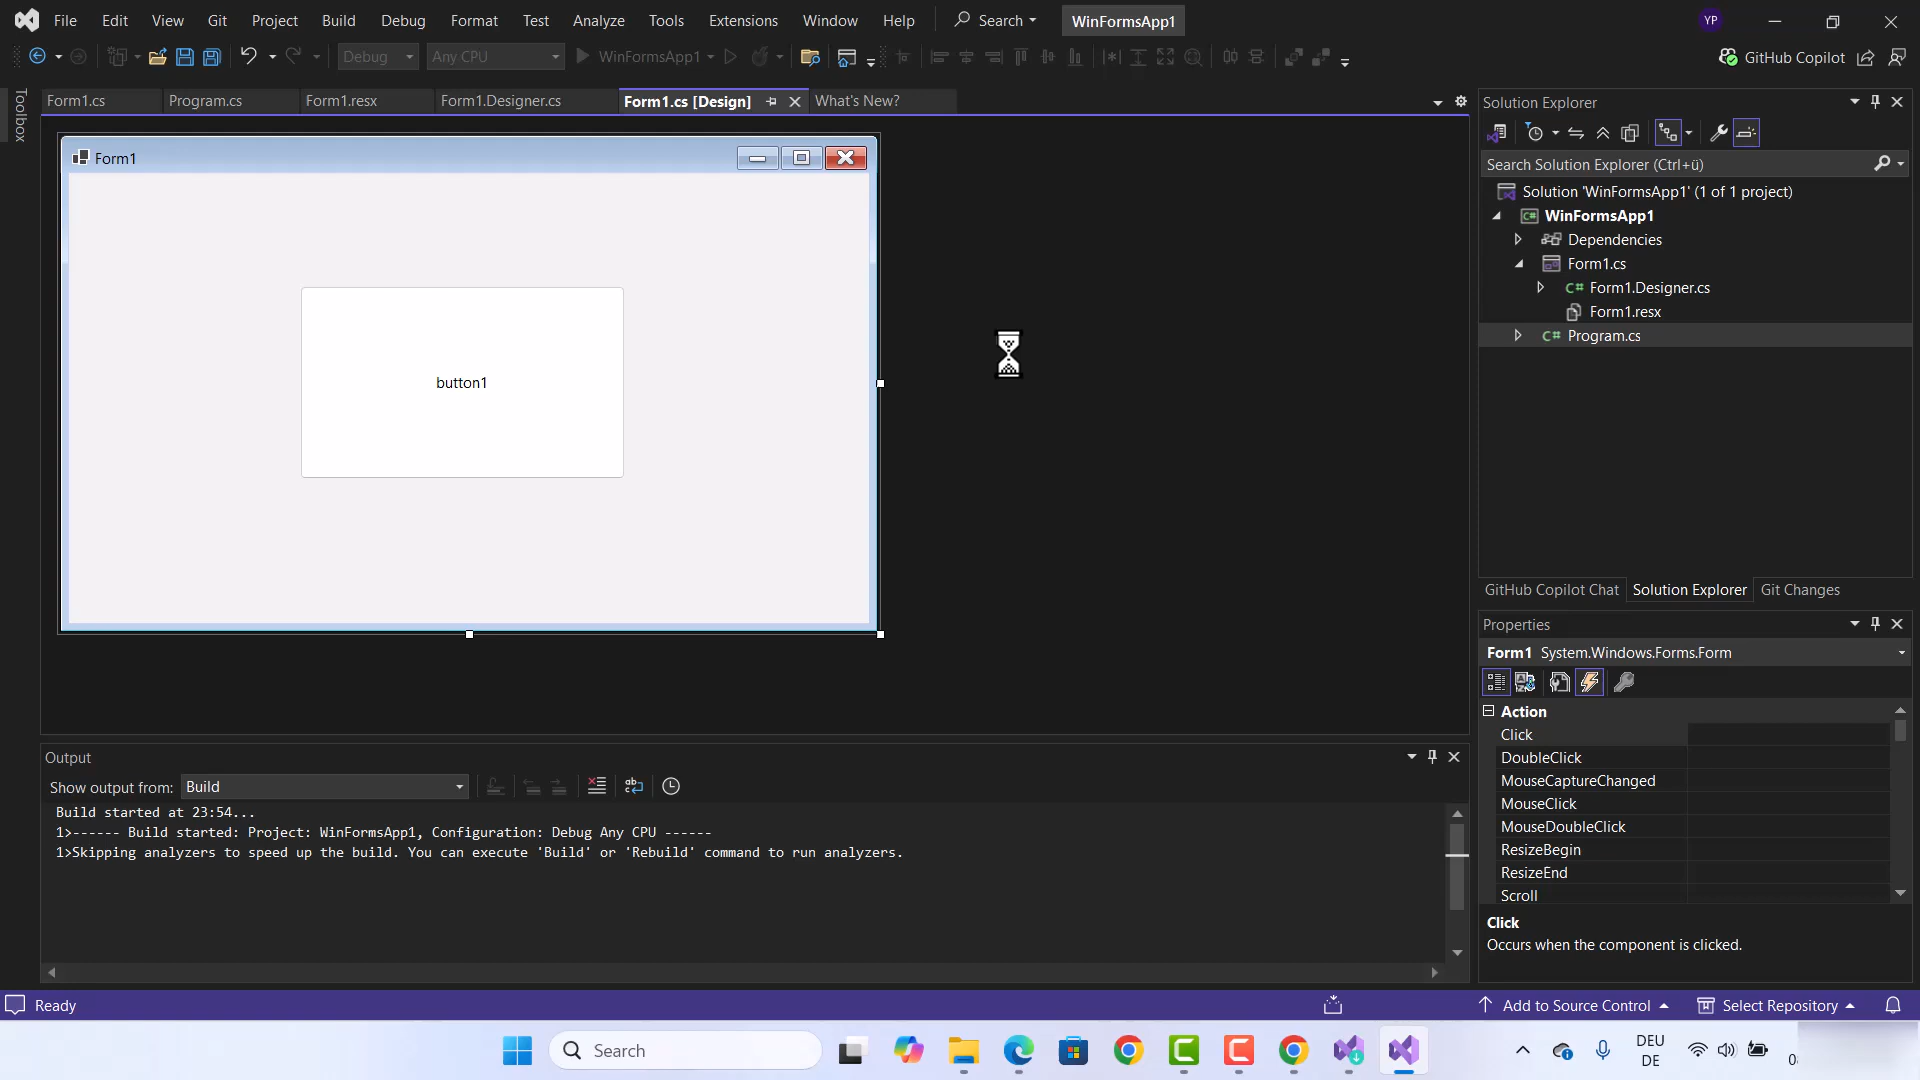 File Edit View Git Project Build Debug Format Test Analyze Tools Extensions Window Help Search WinFormsApp1 YP
Debug Any CPU WinFormsApp1 GitHub Copilot
Toolbox
Form1.cs Program.cs Form1.resx Form1.Designer.cs Form1.cs [Design] What's New?
Form1
button1
Solution Explorer
Search Solution Explorer (Ctrl+ü)
Solution 'WinFormsApp1' (1 of 1 project)
WinFormsApp1
Dependencies
Form1.cs
C# Form1.Designer.cs
Form1.resx
C# Program.cs
GitHub Copilot Chat Solution Explorer Git Changes
Properties
Form1 System.Windows.Forms.Form
Action
Click
DoubleClick
MouseCaptureChanged
MouseClick
MouseDoubleClick
ResizeBegin
ResizeEnd
Scroll
Click
Occurs when the component is clicked.
Output
Show output from: Build
Build started at 23:54...
1>------ Build started: Project: WinFormsApp1, Configuration: Debug Any CPU ------
1>Skipping analyzers to speed up the build. You can execute 'Build' or 'Rebuild' command to run analyzers.
Ready Add to Source Control Select Repository
Search
DEU
DE